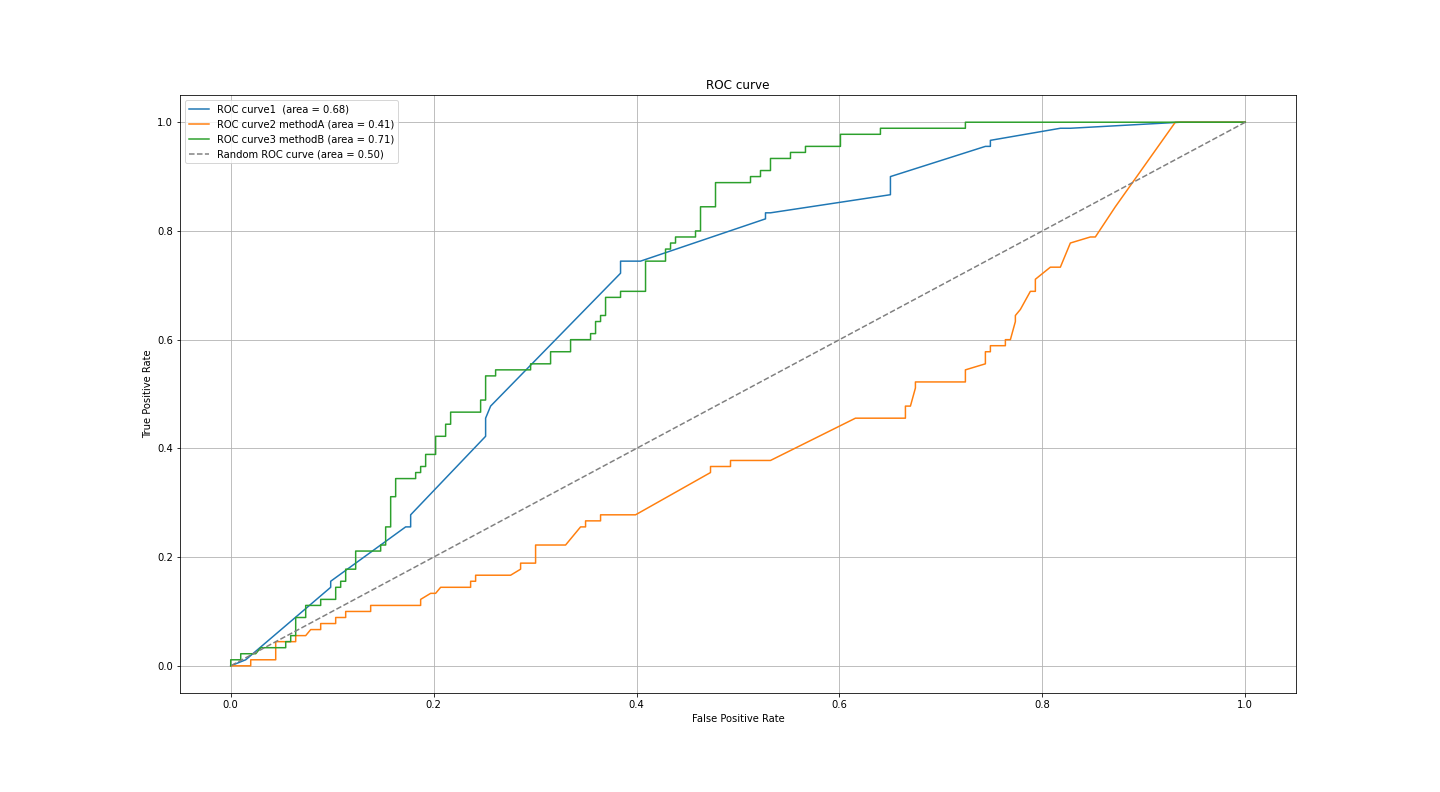 ROC curve
ROC curve1  (area = 0.68)
ROC curve2 methodA (area = 0.41)
ROC curve3 methodB (area = 0.71)
Random ROC curve (area = 0.50)
1.0
0.8
0.6
0.4
0.2
0.0
True Positive Rate
0.0 0.2 0.4 0.6 0.8 1.0
False Positive Rate